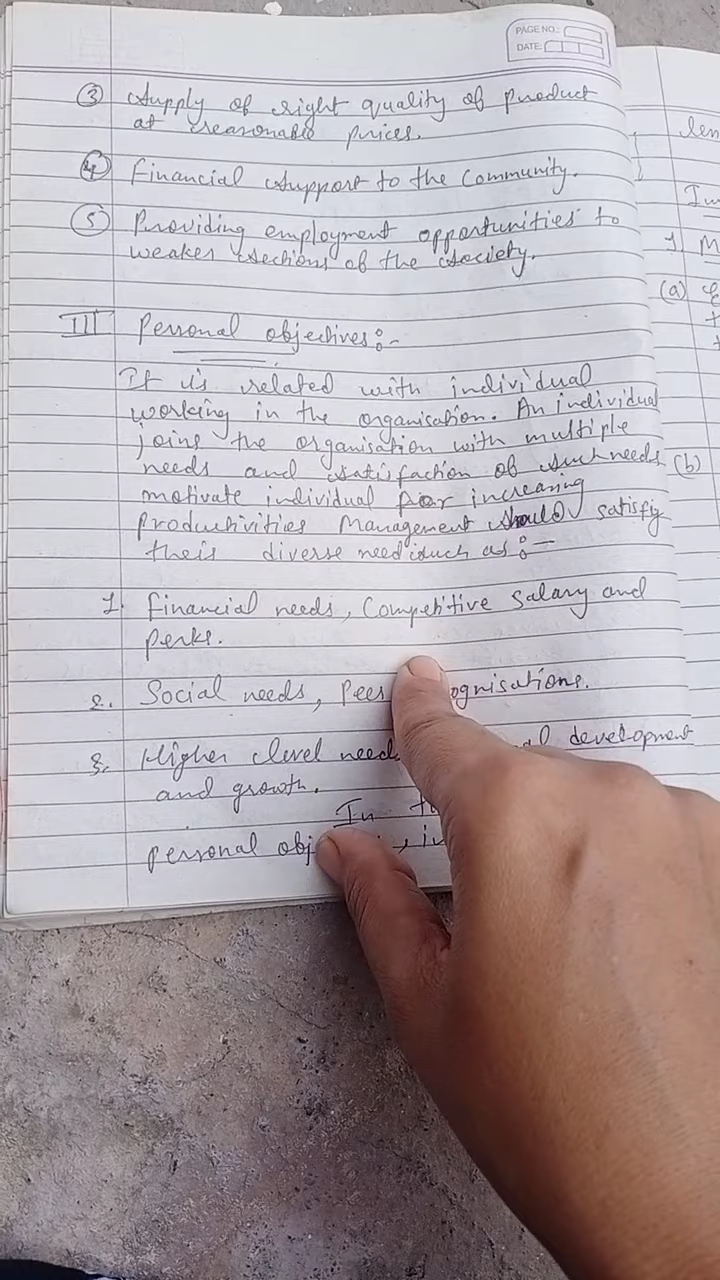 PAGE NO.:
DATE:
③ Supply of right quality of product
at reasonable prices.
④ Financial support to the Community.
⑤ Providing employment opportunities to
weaker sections of the society.
III Personal objectives:-
It is related with individual
working in the organisation. An individual
joins the organisation with multiple
needs and satisfaction of such needs
motivate individual for increasing
Productivities Management should satisfy
their diverse need such as:-
1. Financial needs, Competitive Salary and
Perks.
2. Social needs, Peer
3. Higher level need development
and growth.
In
personal
1 M
(a)
(b)